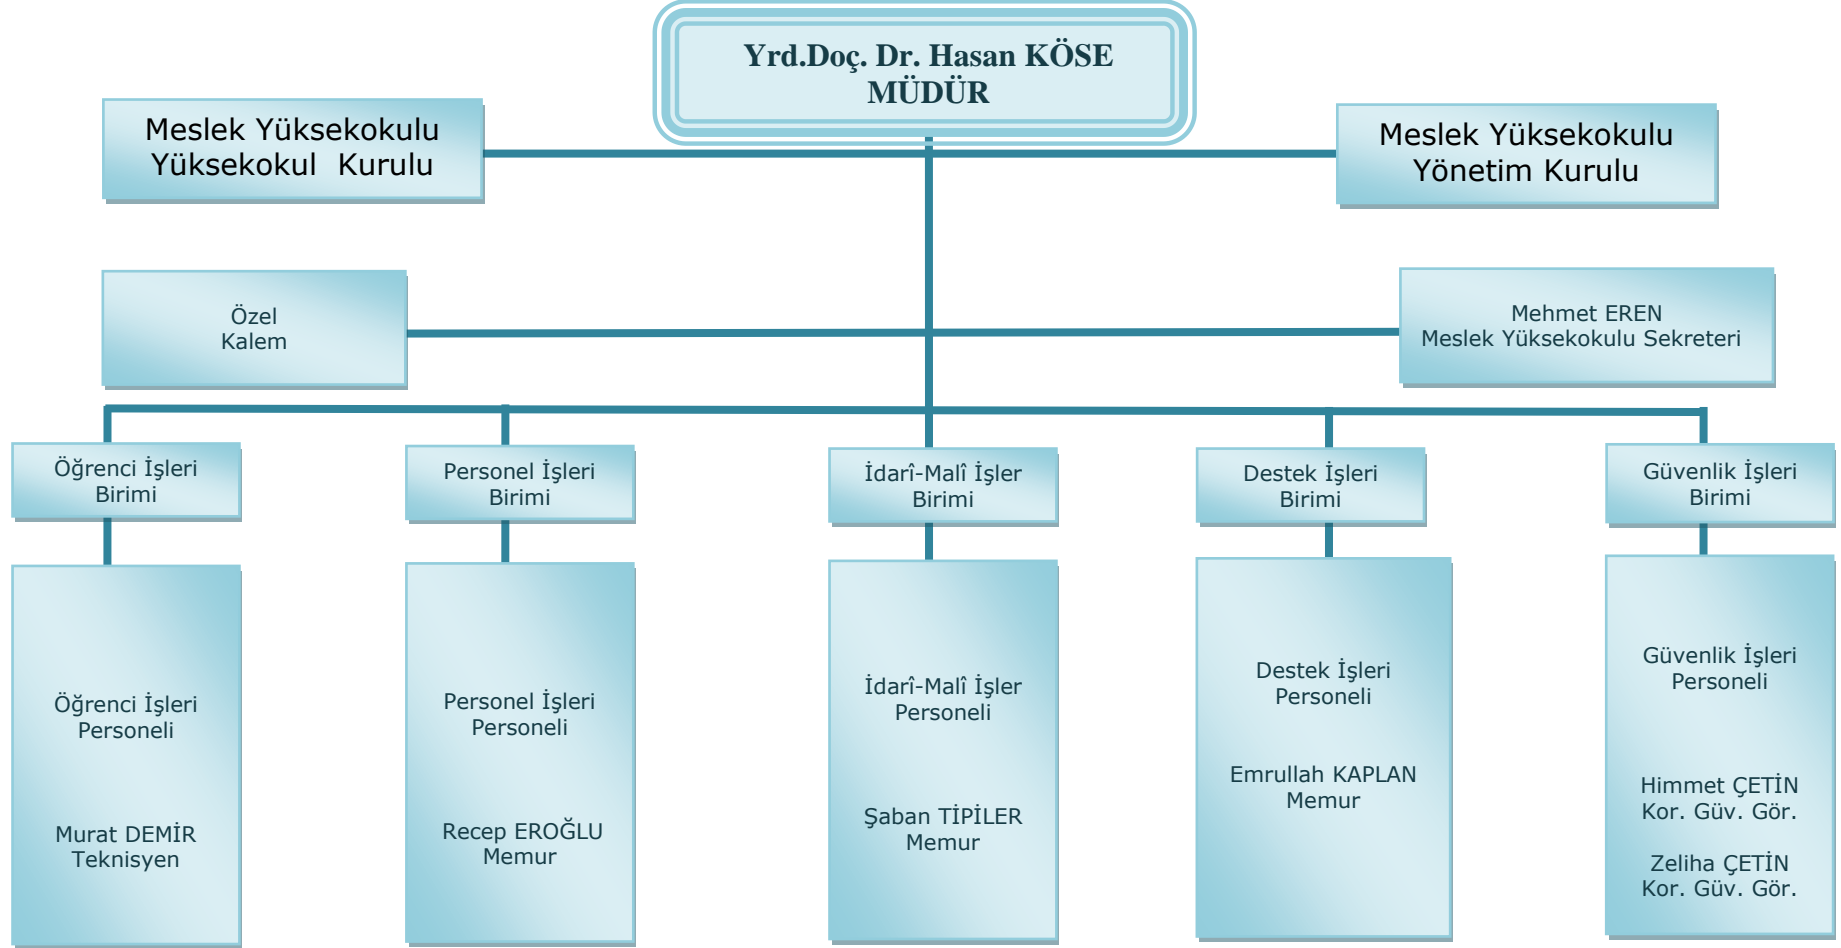 Yrd.Doç. Dr. Hasan KÖSE
MÜDÜR
Meslek Yüksekokulu
Yüksekokul Kurulu
Meslek Yüksekokulu
Yönetim Kurulu
Özel
Kalem
Mehmet EREN
Meslek Yüksekokulu Sekreteri
Öğrenci İşleri
Birimi
Personel İşleri
Birimi
İdarî-Malî İşler
Birimi
Destek İşleri
Birimi
Güvenlik İşleri
Birimi
Öğrenci İşleri
Personeli
Murat DEMİR
Teknisyen
Personel İşleri
Personeli
Recep EROĞLU
Memur
İdarî-Malî İşler
Personeli
Şaban TİPİLER
Memur
Destek İşleri
Personeli
Emrullah KAPLAN
Memur
Güvenlik İşleri
Personeli
Himmet ÇETİN
Kor. Güv. Gör.
Zeliha ÇETİN
Kor. Güv. Gör.